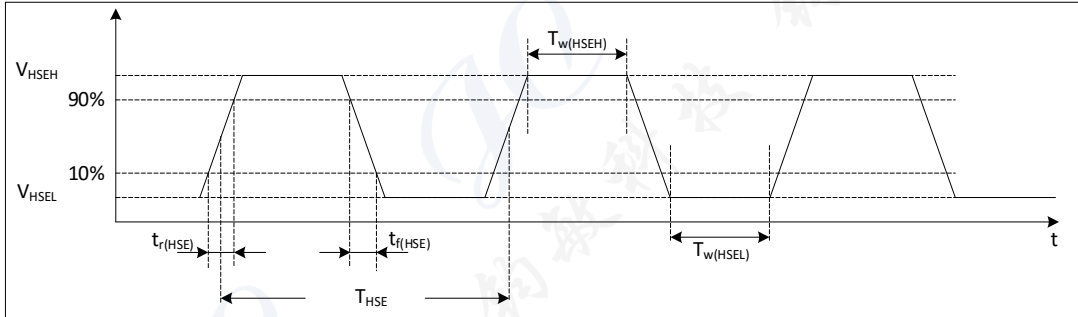 T_w(HSEH)
V_HSEH
90%
10%
V_HSEL
t_r(HSE)
t_f(HSE)
T_w(HSEL)
t
T_HSE